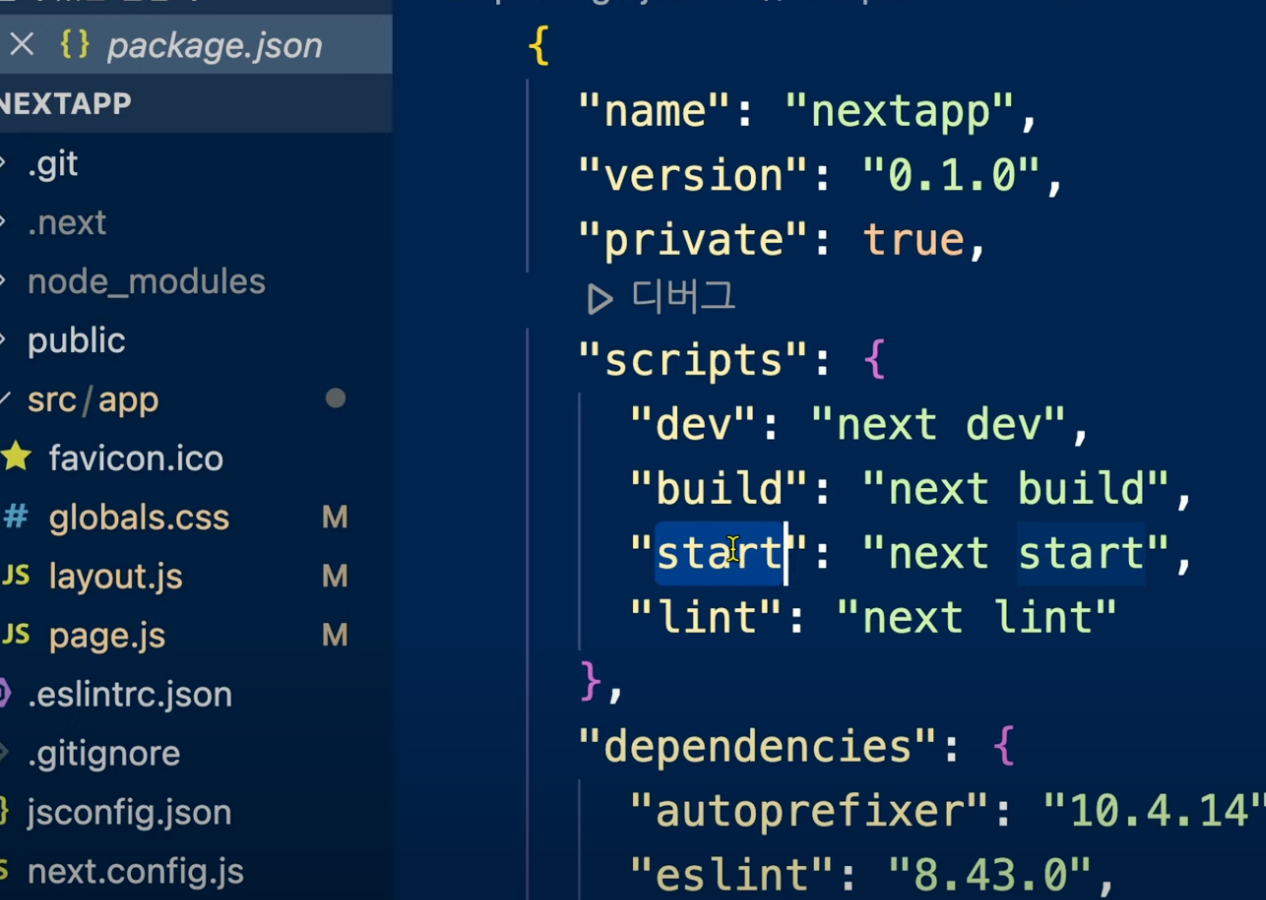 package.json
NEXTAPP
.git
.next
node_modules
public
src/app
favicon.ico
# globals.css M
JS layout.js M
JS page.js M
.eslintrc.json
.gitignore
jsconfig.json
next.config.js
{
"name": "nextapp",
"version": "0.1.0",
"private": true,
디버그
"scripts": {
"dev": "next dev",
"build": "next build",
"start": "next start",
"lint": "next lint"
},
"dependencies": {
"autoprefixer": "10.4.14"
"eslint": "8.43.0",